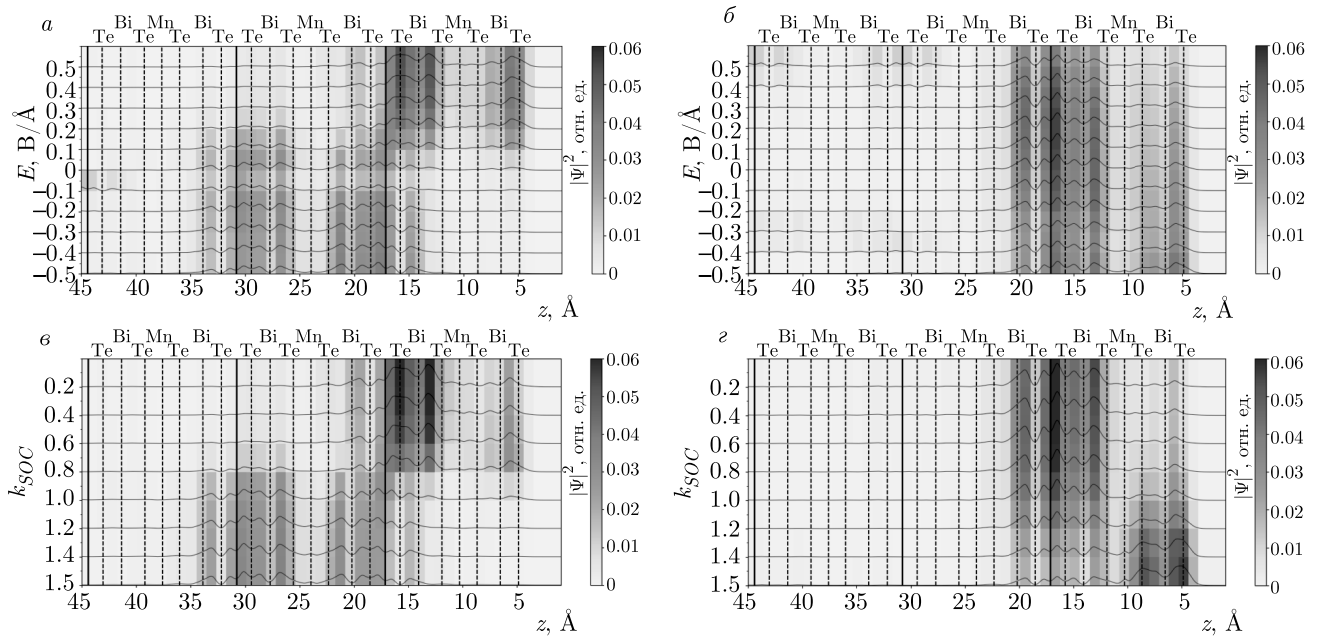 а
Bi Mn Bi Bi Mn Bi Bi Mn Bi
Te Te Te Te Te Te Te Te Te Te Te Te
E, В/Å
0.5
0.4
0.3
0.2
0.1
0
−0.1
−0.2
−0.3
−0.4
−0.5
45 40 35 30 25 20 15 10 5
z, Å
0.06
0.05
0.04
0.03
0.02
0.01
0
|Ψ|², отн. ед.
б
Bi Mn Bi Bi Mn Bi Bi Mn Bi
Te Te Te Te Te Te Te Te Te Te Te Te
E, В/Å
0.5
0.4
0.3
0.2
0.1
0
−0.1
−0.2
−0.3
−0.4
−0.5
45 40 35 30 25 20 15 10 5
z, Å
0.06
0.05
0.04
0.03
0.02
0.01
0
|Ψ|², отн. ед.
в
Bi Mn Bi Bi Mn Bi Bi Mn Bi
Te Te Te Te Te Te Te Te Te Te Te Te
kSOC
0.2
0.4
0.6
0.8
1.0
1.2
1.4
1.5
45 40 35 30 25 20 15 10 5
z, Å
0.06
0.05
0.04
0.03
0.02
0.01
0
|Ψ|², отн. ед.
г
Bi Mn Bi Bi Mn Bi Bi Mn Bi
Te Te Te Te Te Te Te Te Te Te Te Te
kSOC
0.2
0.4
0.6
0.8
1.0
1.2
1.4
1.5
45 40 35 30 25 20 15 10 5
z, Å
0.06
0.05
0.04
0.03
0.02
0.01
0
|Ψ|², отн. ед.